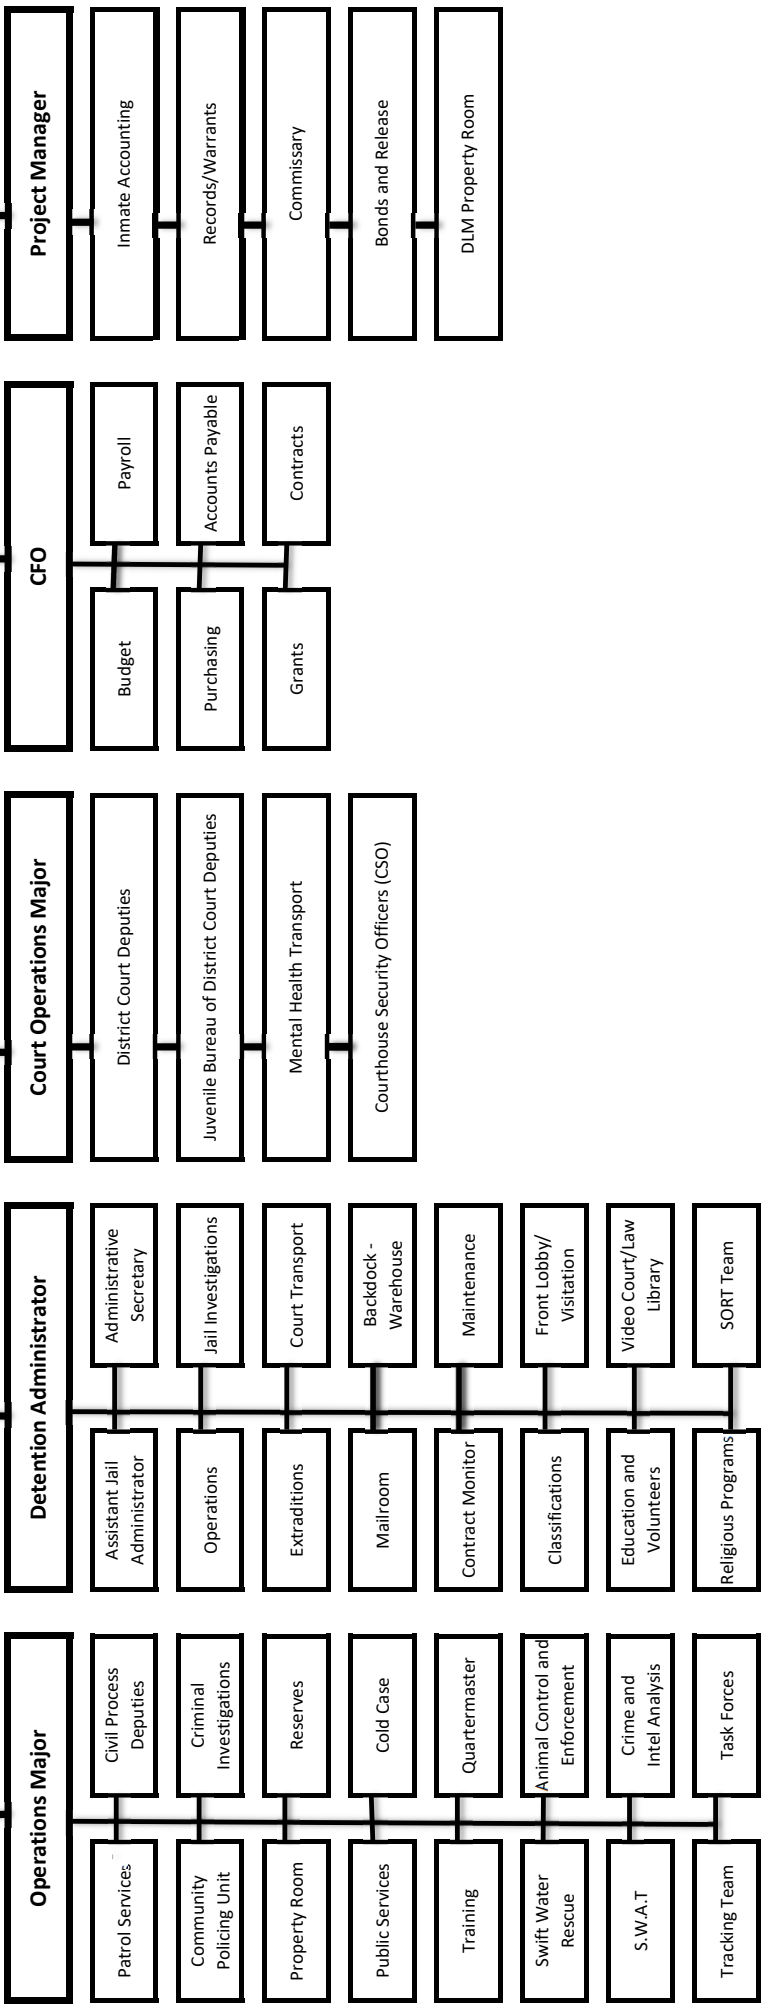 Operations Major
Patrol Services
Civil Process
Deputies
Community
Policing Unit
Criminal
Investigations
Property Room
Reserves
Public Services
Cold Case
Training
Quartermaster
Swift Water
Rescue
Animal Control and
Enforcement
S.W.A.T
Crime and
Intel Analysis
Tracking Team
Task Forces
Detention Administrator
Assistant Jail
Administrator
Administrative
Secretary
Operations
Jail Investigations
Extraditions
Court Transport
Mailroom
Backdock -
Warehouse
Contract Monitor
Maintenance
Classifications
Front Lobby/
Visitation
Education and
Volunteers
Video Court/Law
Library
Religious Programs
SORT Team
Court Operations Major
District Court Deputies
Juvenile Bureau of District Court Deputies
Mental Health Transport
Courthouse Security Officers (CSO)
CFO
Budget
Payroll
Purchasing
Accounts Payable
Grants
Contracts
Project Manager
Inmate Accounting
Records/Warrants
Commissary
Bonds and Release
DLM Property Room